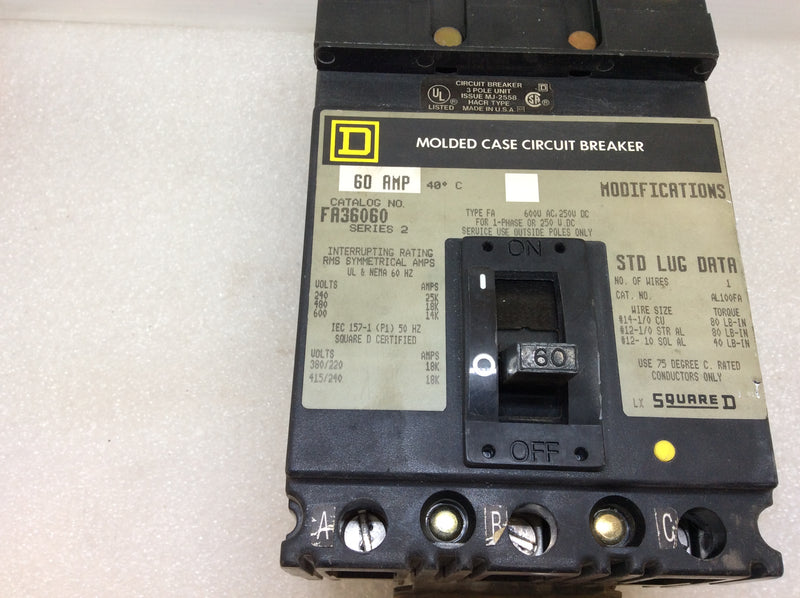 CIRCUIT BREAKER
3 POLE UNIT
ISSUE MJ-2558
HACR TYPE
MADE IN U.S.A.
UL
LISTED
D
SA
D
MOLDED CASE CIRCUIT BREAKER
60 AMP 40° C
CATALOG NO.
FA36060
SERIES 2
INTERRUPTING RATING
RMS SYMMETRICAL AMPS
UL & NEMA 60 HZ
VOLTS AMPS
240 25K
480 18K
600 14K
IEC 157-1 (P1) 50 HZ
SQUARE D CERTIFIED
VOLTS AMPS
380/220 18K
415/240 18K
TYPE FA 600V AC,250V DC
FOR 1-PHASE OR 250 V.DC
SERVICE USE OUTSIDE POLES ONLY
ON
I
O
60
OFF
MODIFICATIONS
STD LUG DATA
NO. OF WIRES 1
CAT. NO. AL100FA
WIRE SIZE TORQUE
#14-1/0 CU 80 LB-IN
#12-1/0 STR AL 80 LB-IN
#12- 10 SOL AL 40 LB-IN
USE 75 DEGREE C. RATED
CONDUCTORS ONLY
LX SQUARE D
A
B
C